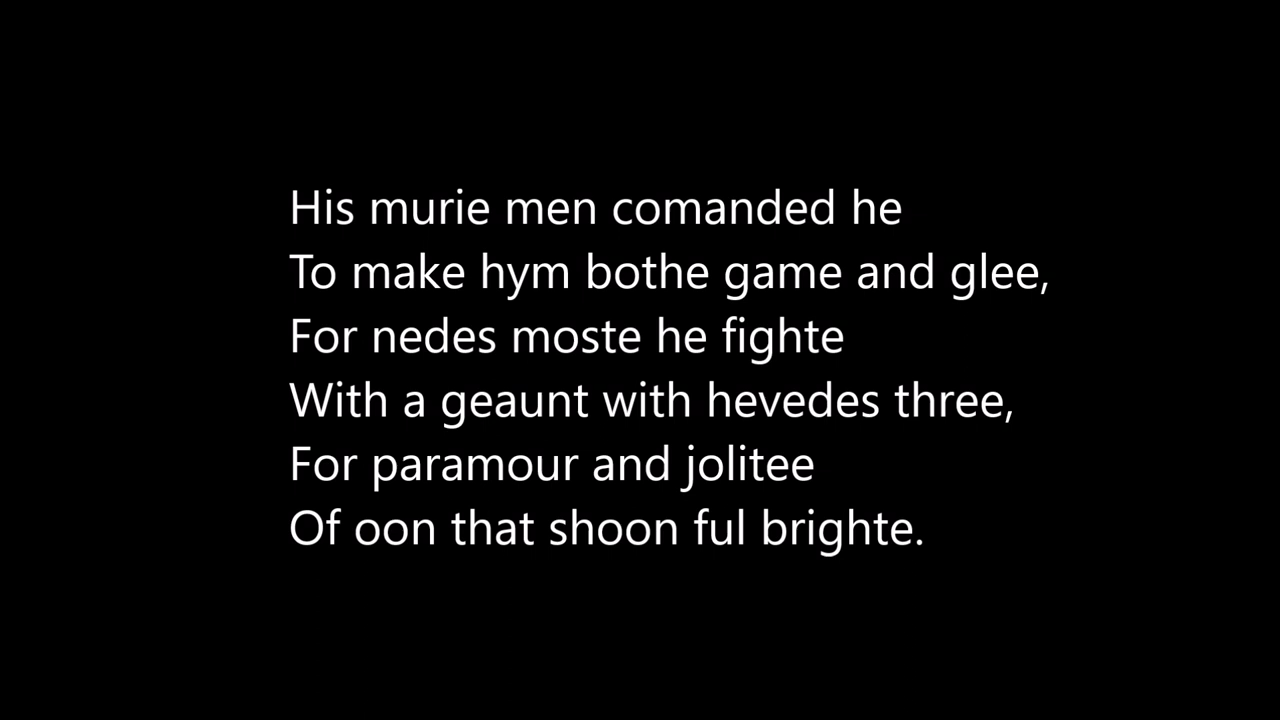 His murie men comanded he
To make hym bothe game and glee,
For nedes moste he fighte
With a geaunt with hevedes three,
For paramour and jolitee
Of oon that shoon ful brighte.